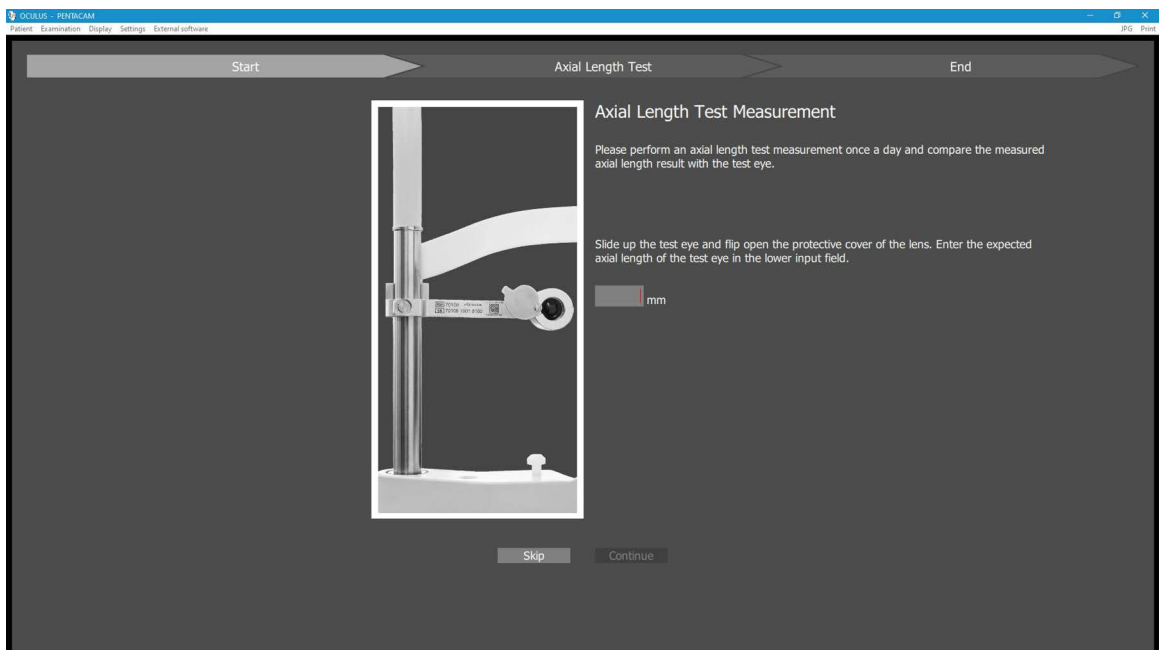 OCULUS - PENTACAM
Patient Examination Display Settings External software
JPG Print
Start
Axial Length Test
End
Axial Length Test Measurement
Please perform an axial length test measurement once a day and compare the measured
axial length result with the test eye.
Slide up the test eye and flip open the protective cover of the lens. Enter the expected
axial length of the test eye in the lower input field.
mm
Skip
Continue